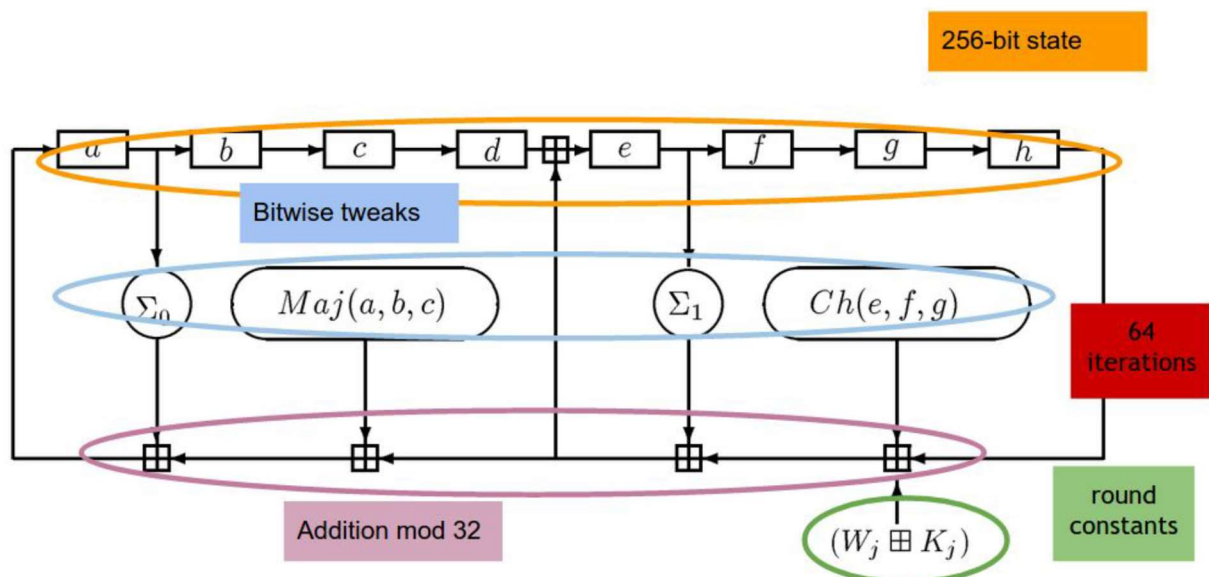 256-bit state
a b c d ⊞ e f g h
Bitwise tweaks
Σ₀ Maj(a, b, c) Σ₁ Ch(e, f, g)
64
iterations
⊞ ⊞ ⊞ ⊞
round
constants
Addition mod 32
(Wⱼ ⊞ Kⱼ)